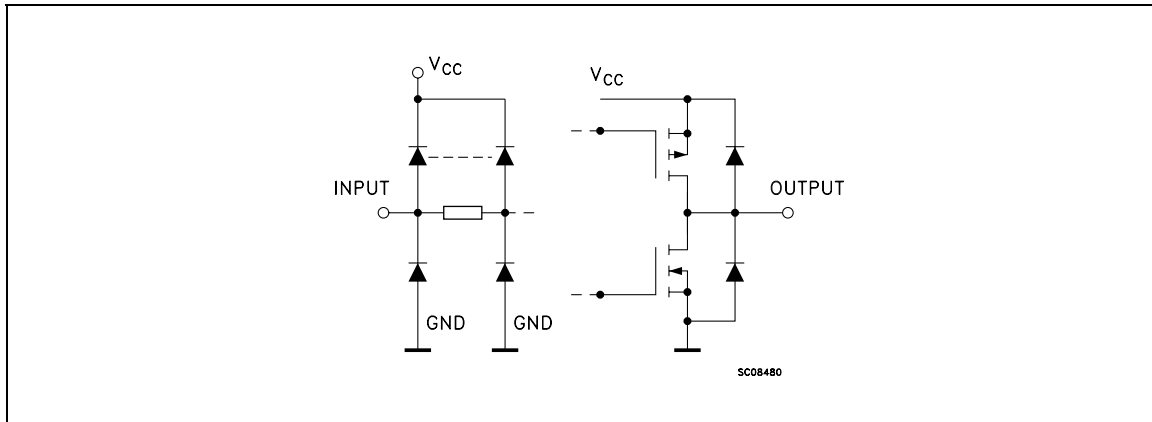 VCC
VCC
INPUT
OUTPUT
GND
GND
SC08480